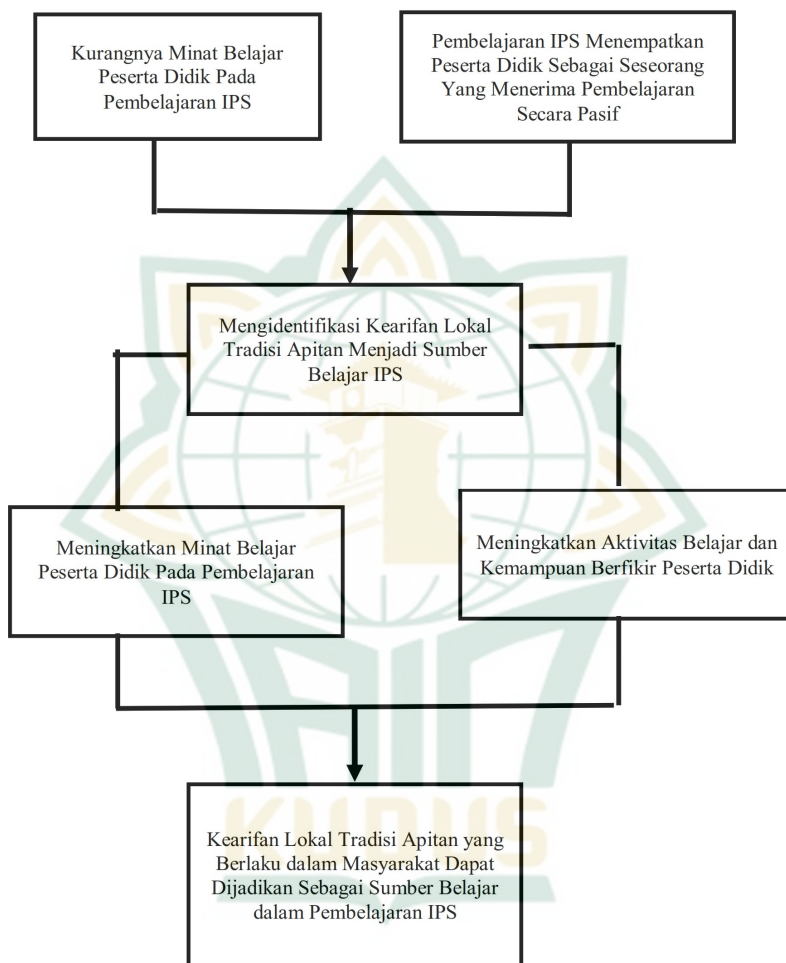 Kurangnya Minat Belajar
Peserta Didik Pada
Pembelajaran IPS
Pembelajaran IPS Menempatkan
Peserta Didik Sebagai Seseorang
Yang Menerima Pembelajaran
Secara Pasif
Mengidentifikasi Kearifan Lokal
Tradisi Apitan Menjadi Sumber
Belajar IPS
Meningkatkan Minat Belajar
Peserta Didik Pada Pembelajaran
IPS
Meningkatkan Aktivitas Belajar dan
Kemampuan Berfikir Peserta Didik
IAIN
KUDUS
Kearifan Lokal Tradisi Apitan yang
Berlaku dalam Masyarakat Dapat
Dijadikan Sebagai Sumber Belajar
dalam Pembelajaran IPS